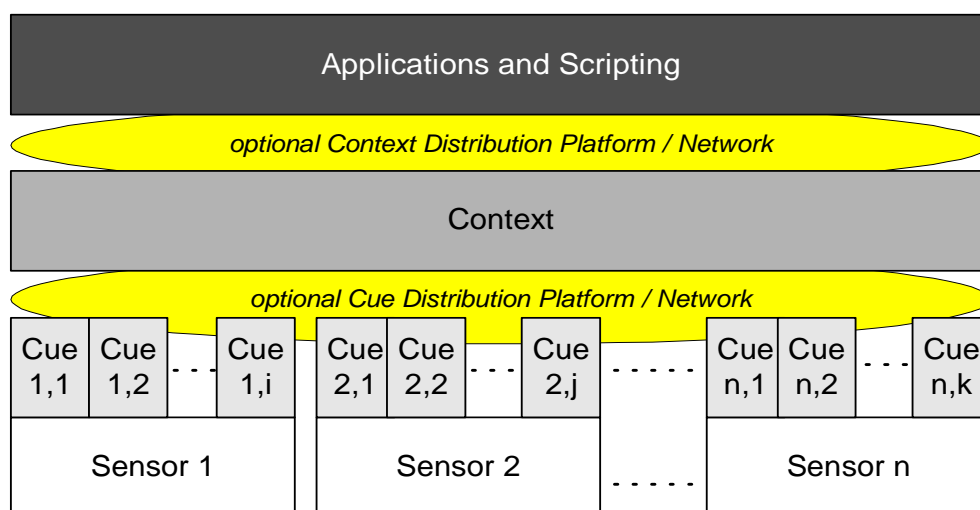 Applications and Scripting
optional Context Distribution Platform / Network
Context
optional Cue Distribution Platform / Network
Cue Cue Cue Cue Cue Cue Cue Cue Cue
1,1 1,2 1,i 2,1 2,2 2,j n,1 n,2 n,k
Sensor 1 Sensor 2 Sensor n